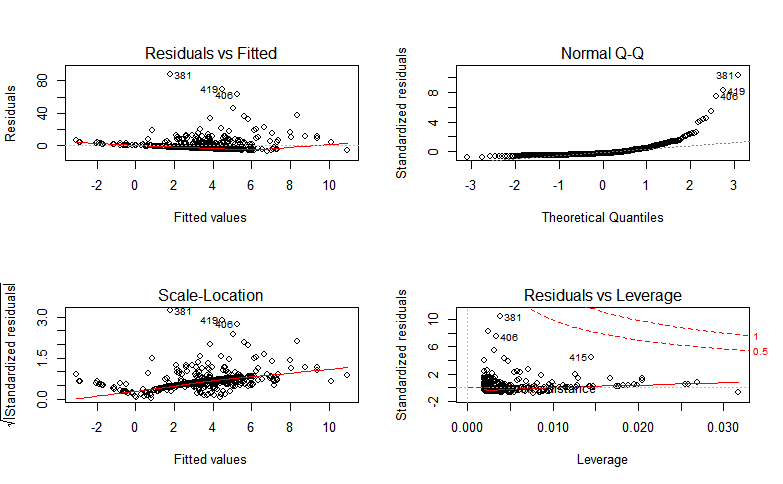 Residuals vs Fitted
Residuals
0 40 80
381
419
406
-2 0 2 4 6 8 10
Fitted values
Normal Q-Q
Standardized residuals
0 4 8
381
419
406
-3 -2 -1 0 1 2 3
Theoretical Quantiles
Scale-Location
√|Standardized residuals|
0.0 1.5 3.0
381
419
406
-2 0 2 4 6 8 10
Fitted values
Residuals vs Leverage
Standardized residuals
-2 2 6 10
381
406
415
1
0.5
distance
0.000 0.010 0.020 0.030
Leverage